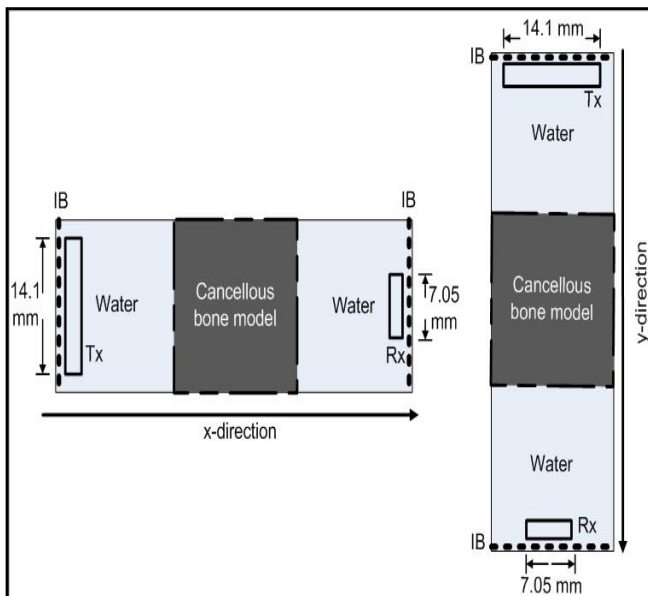 IB
IB
14.1
mm
Water
Tx
Cancellous
bone model
Water
7.05
mm
Rx
x-direction
14.1 mm
IB
Tx
Water
Cancellous
bone model
y-direction
Water
Rx
IB
7.05 mm